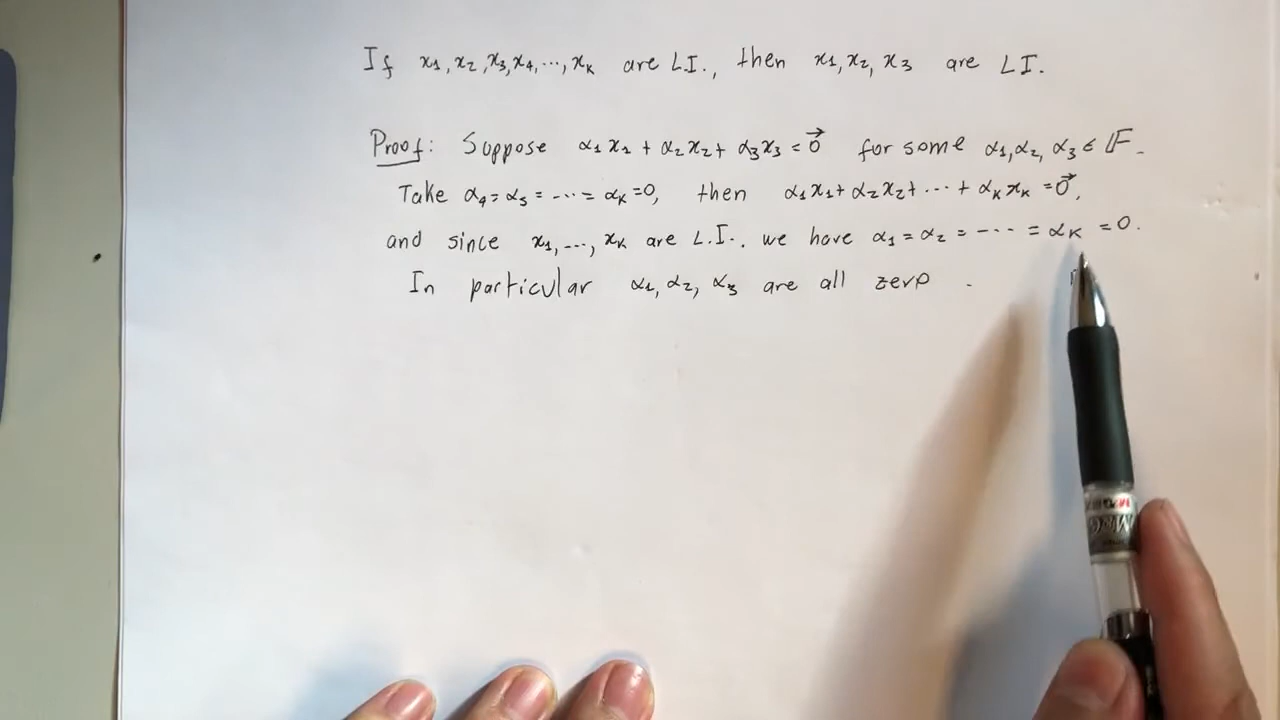 If x₁, x₂, x₃, x₄, ..., xₖ are L.I., then x₁, x₂, x₃ are LI.
Proof: Suppose α₁x₁ + α₂x₂ + α₃x₃ = 0⃗ for some α₁, α₂, α₃ ∈ 𝔽.
Take α₄ = α₅ = ... = αₖ = 0, then α₁x₁ + α₂x₂ + ... + αₖxₖ = 0⃗,
and since x₁, ..., xₖ are L.I., we have α₁ = α₂ = ... = αₖ = 0.
In particular α₁, α₂, α₃ are all zero.